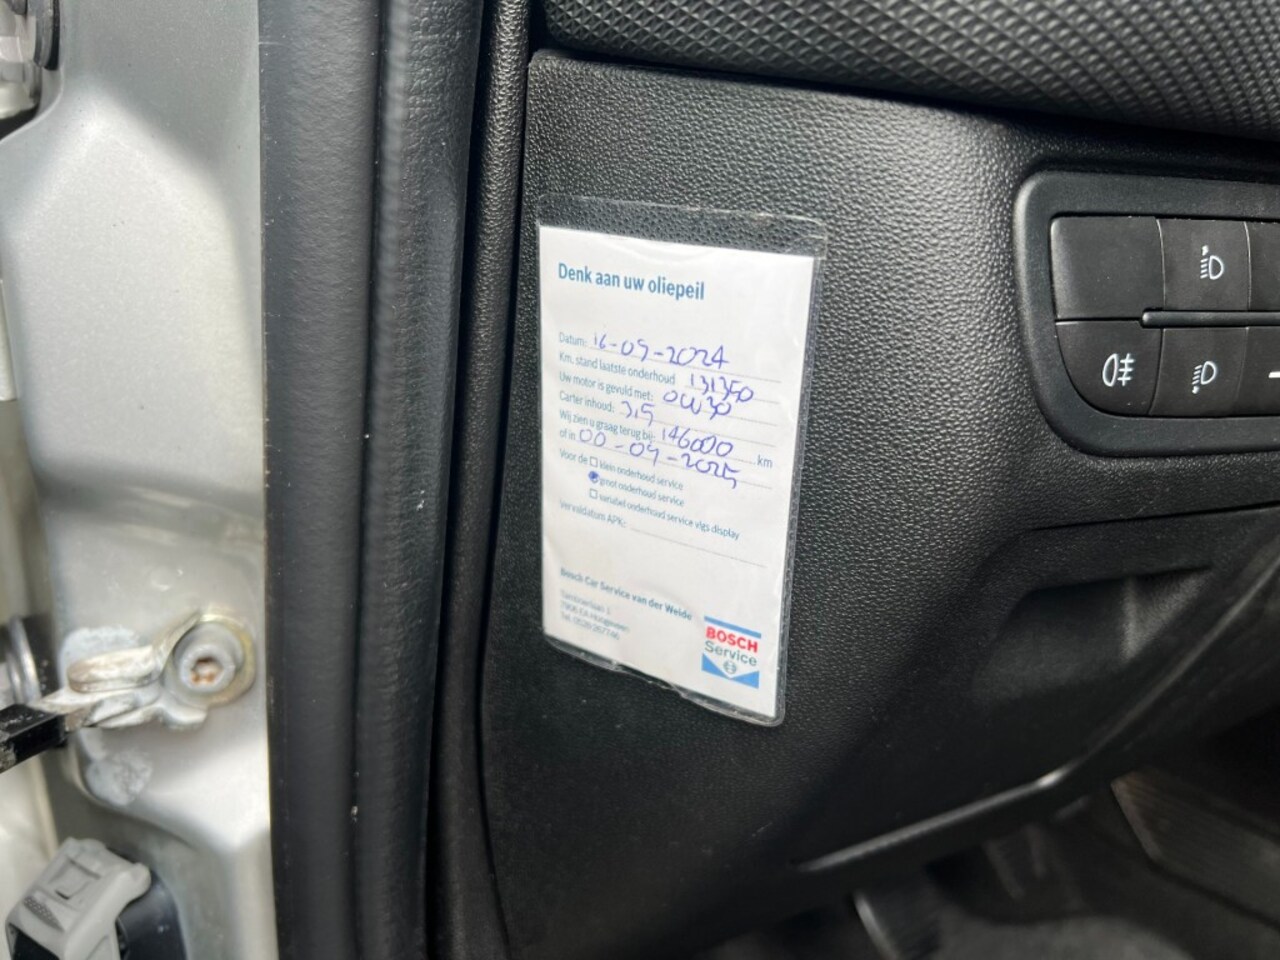 Denk aan uw oliepeil
Datum: 16-09-2024
Km. stand laatste onderhoud 131350
Uw motor is gevuld met: 0W30
Carter inhoud: 3,5
Wij zien u graag terug bij: 146000 km
of in 00-09-2025
Voor de klein onderhoud service
groot onderhoud service
variabel onderhoud service vlgs display
Vervaldatum APK:
Bosch Car Service van der Weide
BOSCH
Service